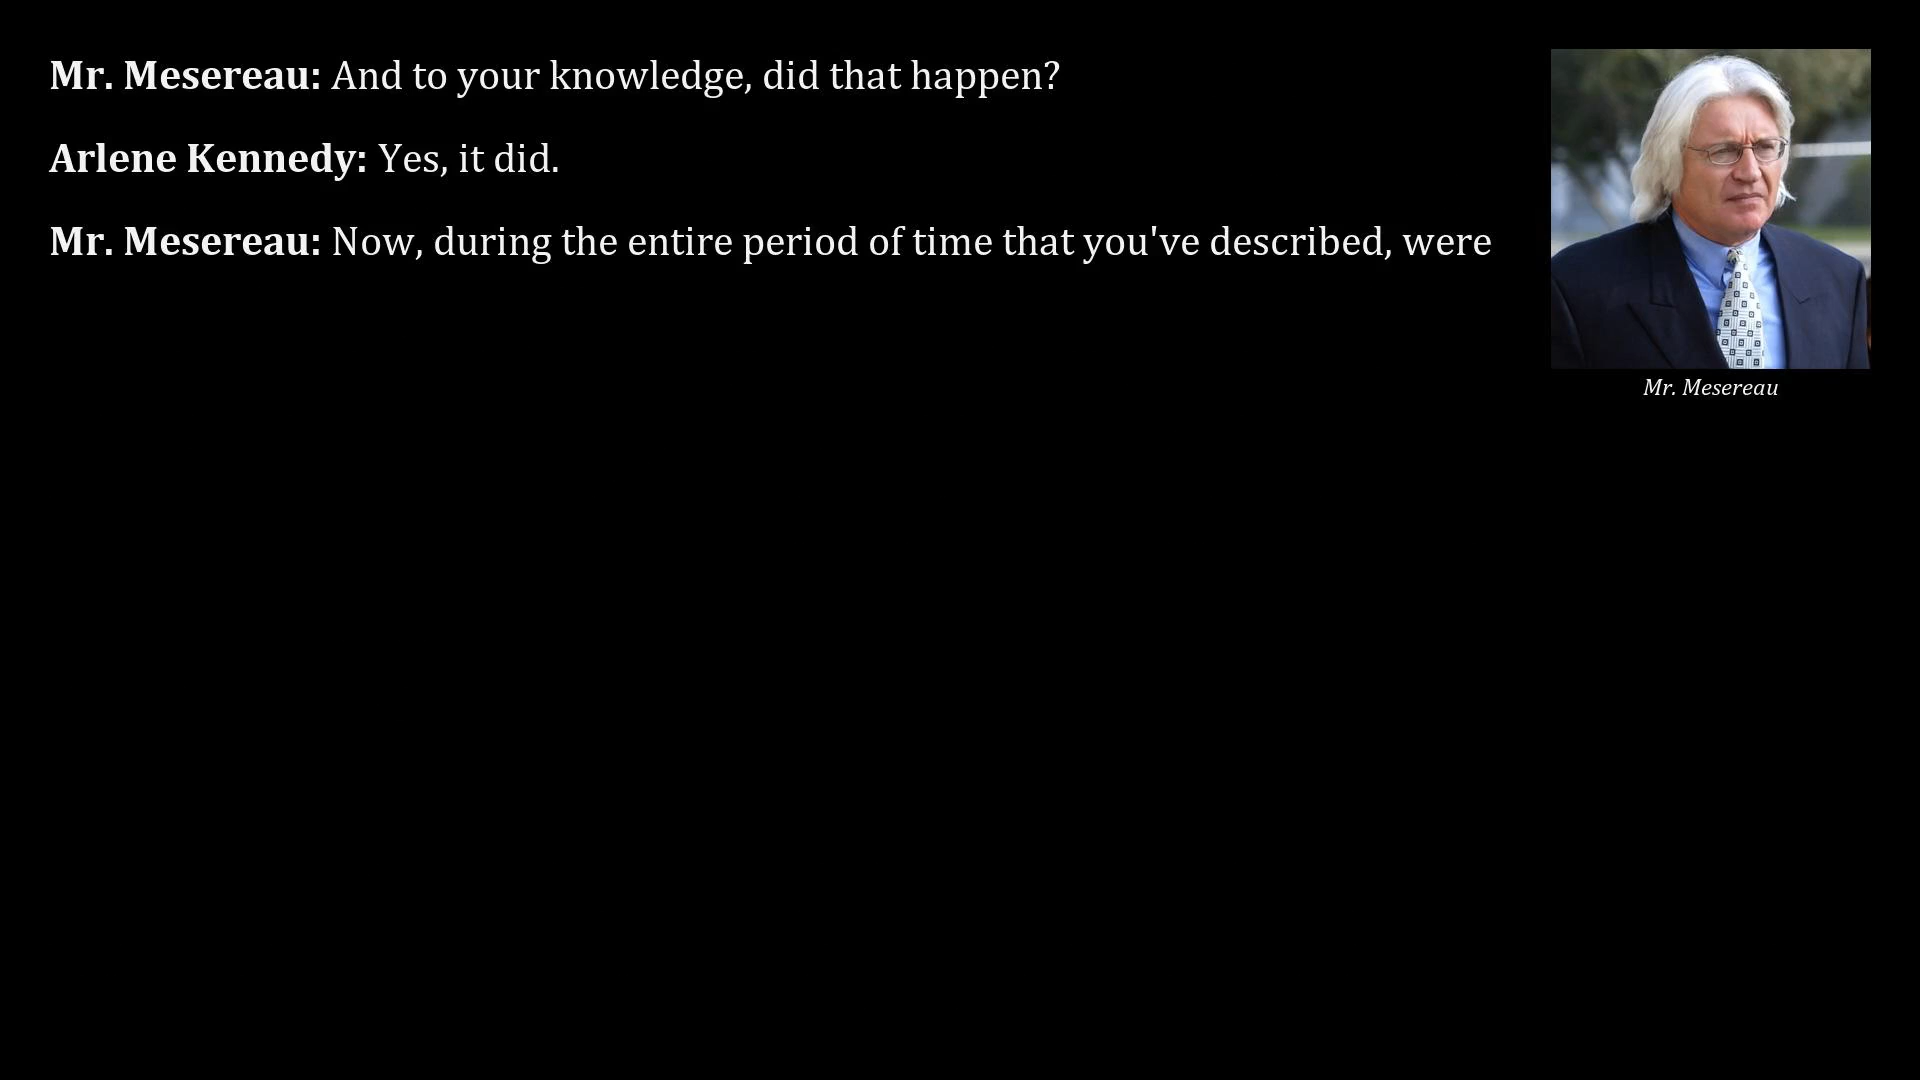 Mr. Mesereau: And to your knowledge, did that happen?
Arlene Kennedy: Yes, it did.
Mr. Mesereau: Now, during the entire period of time that you've described, were
Mr. Mesereau